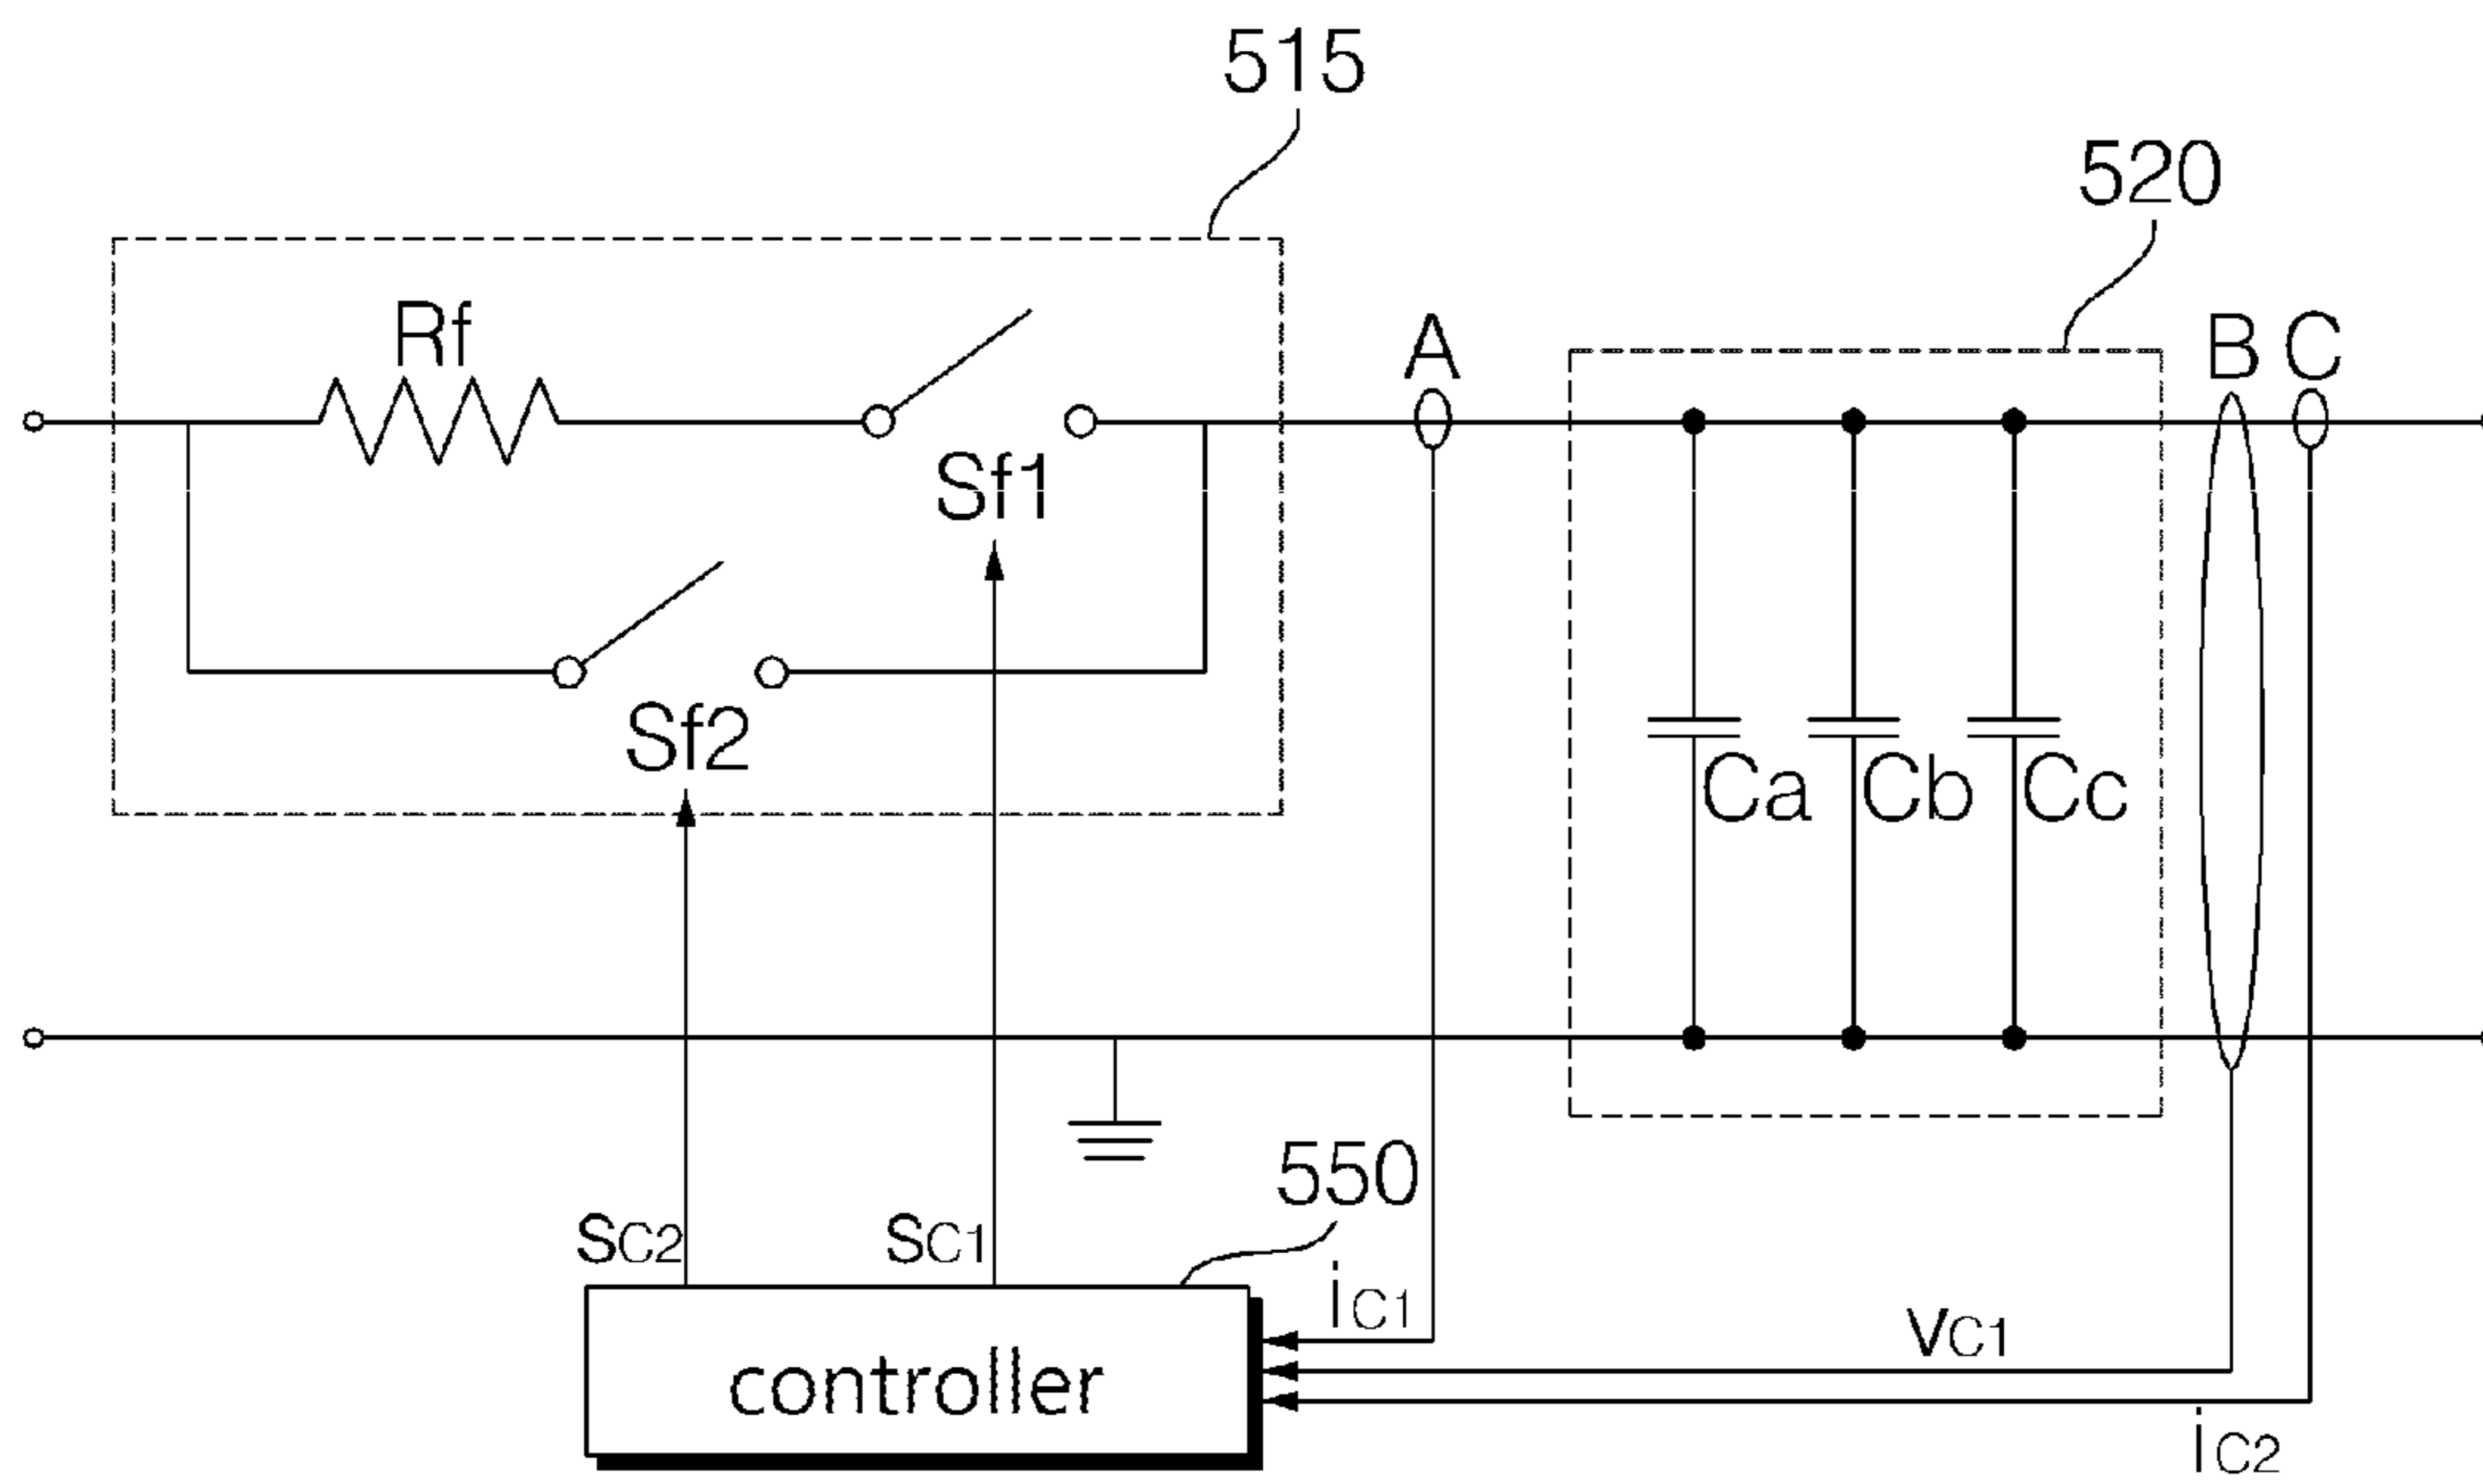 515
520
Rf
A
B
C
Sf1
Sf2
Ca
Cb
Cc
550
SC2
SC1
iC1
VC1
controller
iC2